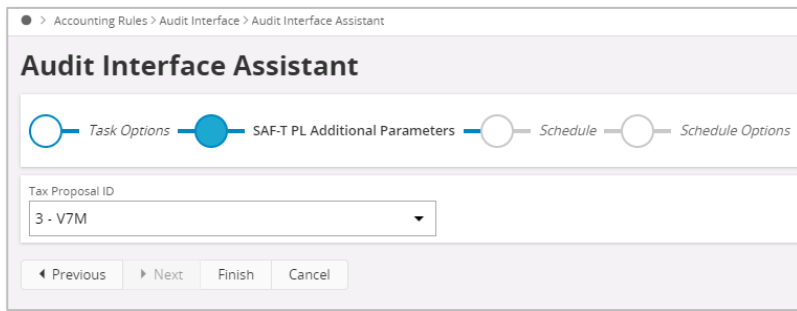 Accounting Rules > Audit Interface > Audit Interface Assistant
Audit Interface Assistant
Task Options SAF-T PL Additional Parameters Schedule Schedule Options
Tax Proposal ID
3 - V7M
Previous Next Finish Cancel